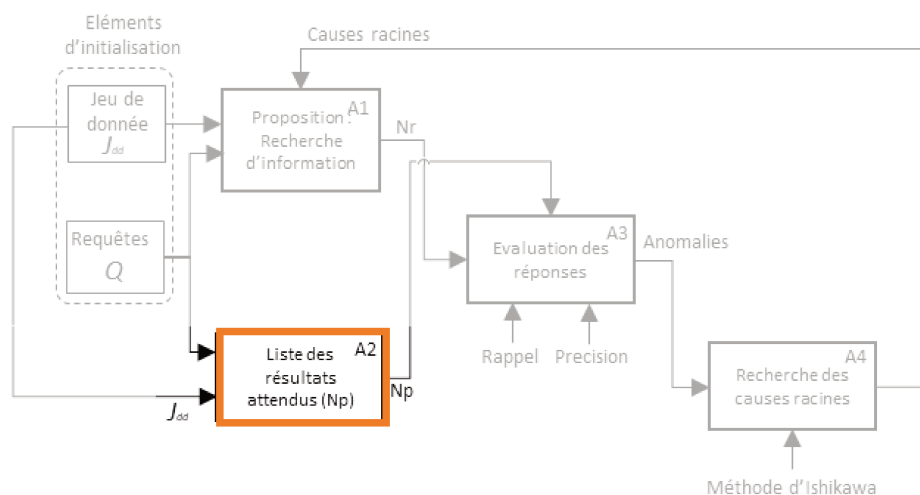 Eléments
d'initialisation
Causes racines
Jeu de
donnée
Jdd
A1
Proposition :
Recherche
d'information
Nr
Requêtes
Q
A3
Evaluation des
réponses
Anomalies
Rappel
Precision
A2
Liste des
résultats
attendus (Np)
Np
Jdd
A4
Recherche des
causes racines
Méthode d'Ishikawa